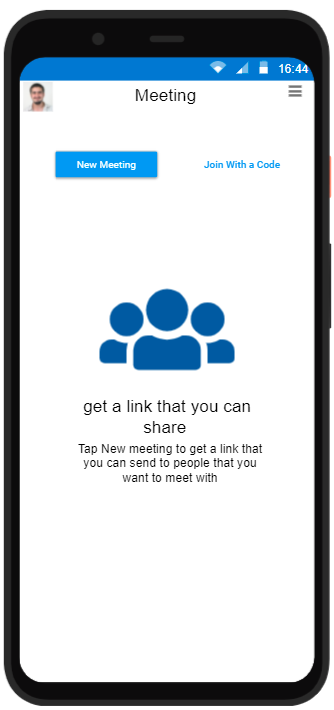 16:44
Meeting
New Meeting
Join With a Code
get a link that you can
share
Tap New meeting to get a link that
you can send to people that you
want to meet with